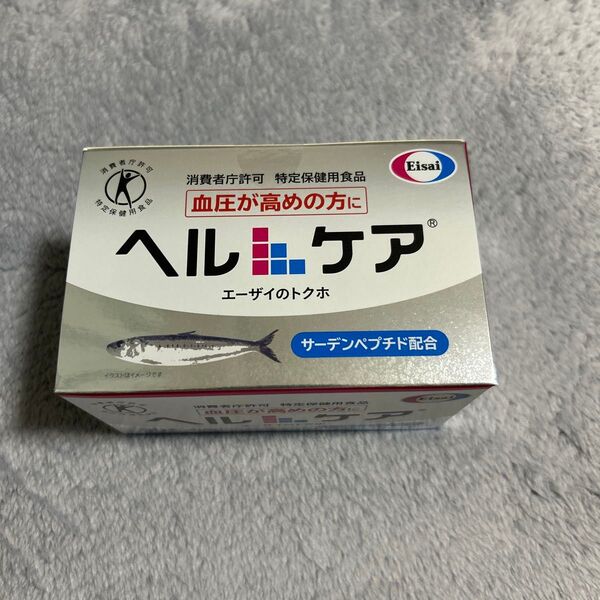 消費者庁許可
特定保健用食品
消費者庁許可 特定保健用食品
Eisai
血圧が高めの方に
ヘルケア®
エーザイのトクホ
サーデンペプチド配合
イラストはイメージです
消費者庁許可 特定保健用食品
血圧が高めの方に
ヘルケア®
Eisai